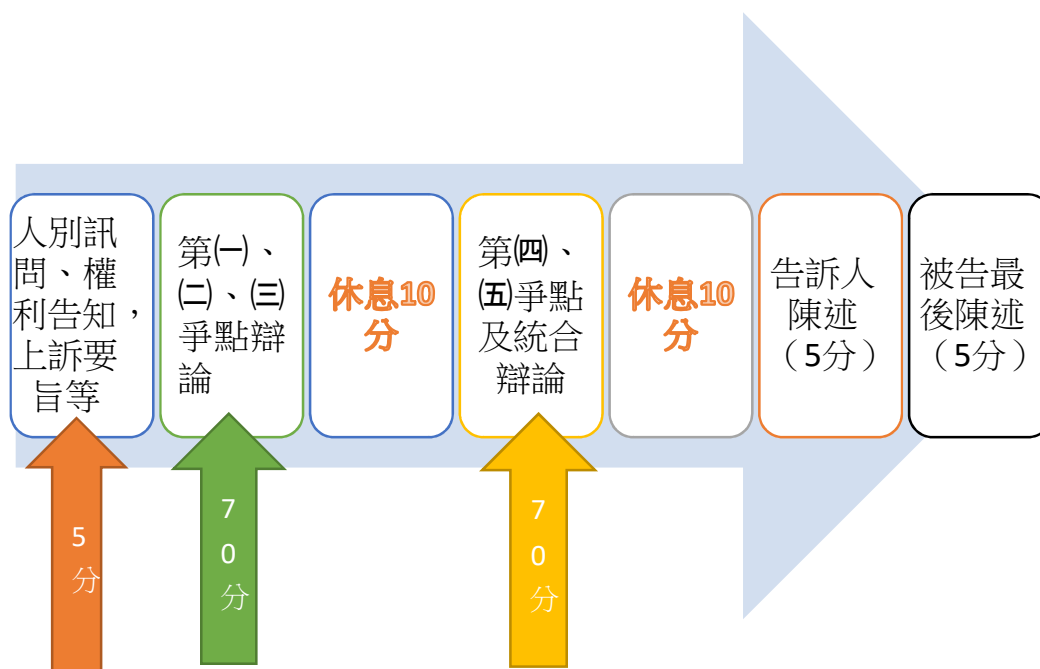 人別訊
問、權
利告知，
上訴要
旨等
第㈠、
㈡、㈢
爭點辯
論
休息10
分
第㈣、
㈤爭點
及統合
辯論
休息10
分
告訴人
陳述
（5分）
被告最
後陳述
（5分）
5
分
7
0
分
7
0
分